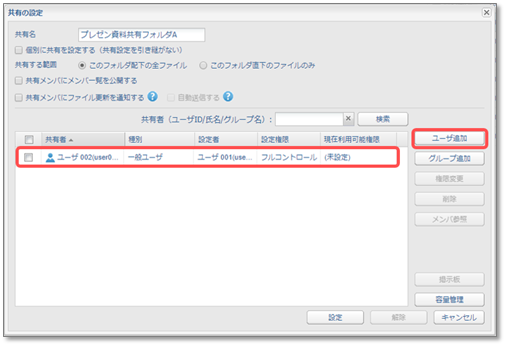 共有の設定
共有名 プレゼン資料共有フォルダA
個別に共有を設定する（共有設定を引き継がない）
共有する範囲 このフォルダ配下の全ファイル このフォルダ直下のファイルのみ
共有メンバにメンバ一覧を公開する
共有メンバにファイル更新を通知する ? 自動送信する ?
共有者（ユーザID/氏名/グループ名）: 検索
共有者 種別 設定者 設定権限 現在利用可能権限
ユーザ 002(user0... 一般ユーザ ユーザ 001(use... フルコントロール (未設定)
ユーザ追加
グループ追加
権限変更
削除
メンバ参照
掲示板
容量管理
設定 解除 キャンセル